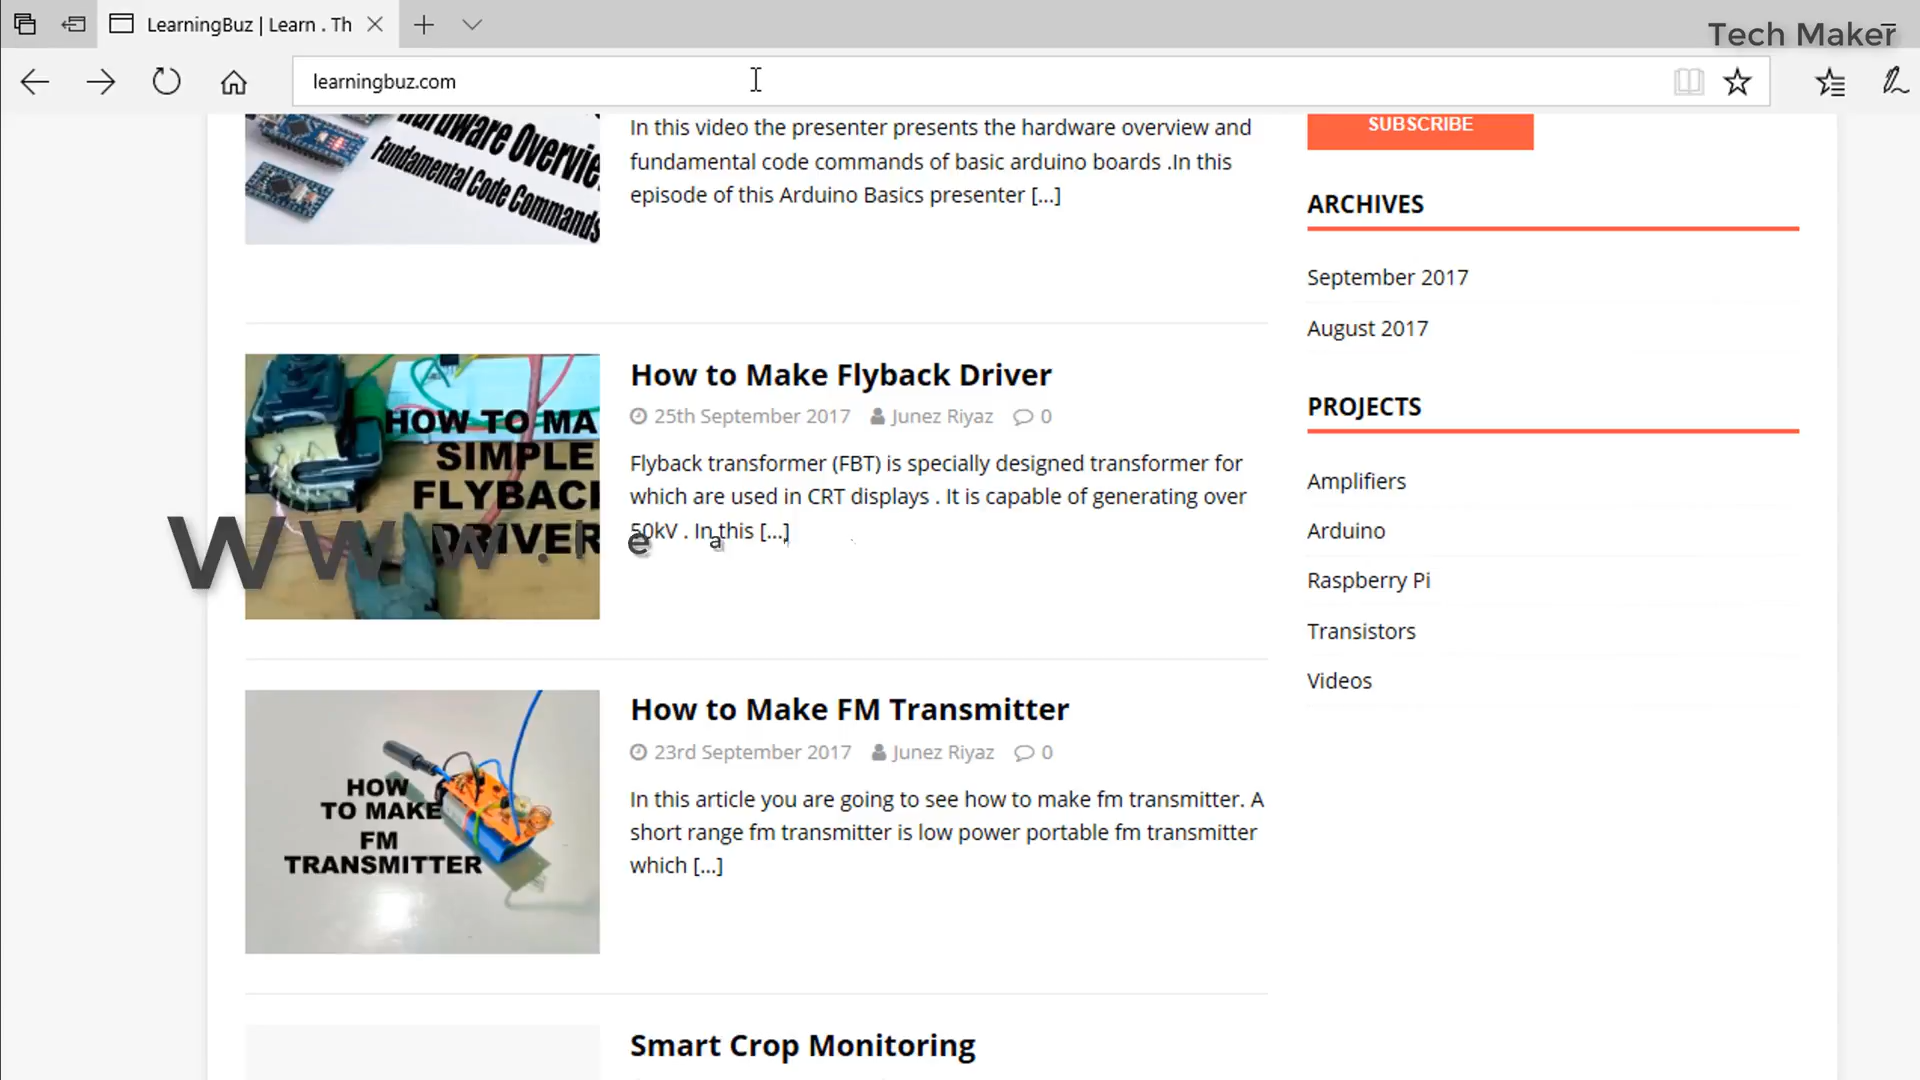 LearningBuz | Learn . Th
Tech Maker
learningbuz.com
Hardware Overvie
Fundamental Code Commands
In this video the presenter presents the hardware overview and
fundamental code commands of basic arduino boards .In this
episode of this Arduino Basics presenter [...]
SUBSCRIBE
ARCHIVES
September 2017
August 2017
PROJECTS
Amplifiers
Arduino
Raspberry Pi
Transistors
Videos
HOW TO MA
SIMPLE
FLYBACK
DRIVER
How to Make Flyback Driver
25th September 2017 Junez Riyaz 0
Flyback transformer (FBT) is specially designed transformer for
which are used in CRT displays . It is capable of generating over
50kV . In this [...]
www.lea
HOW
TO MAKE
FM
TRANSMITTER
How to Make FM Transmitter
23rd September 2017 Junez Riyaz 0
In this article you are going to see how to make fm transmitter. A
short range fm transmitter is low power portable fm transmitter
which [...]
Smart Crop Monitoring